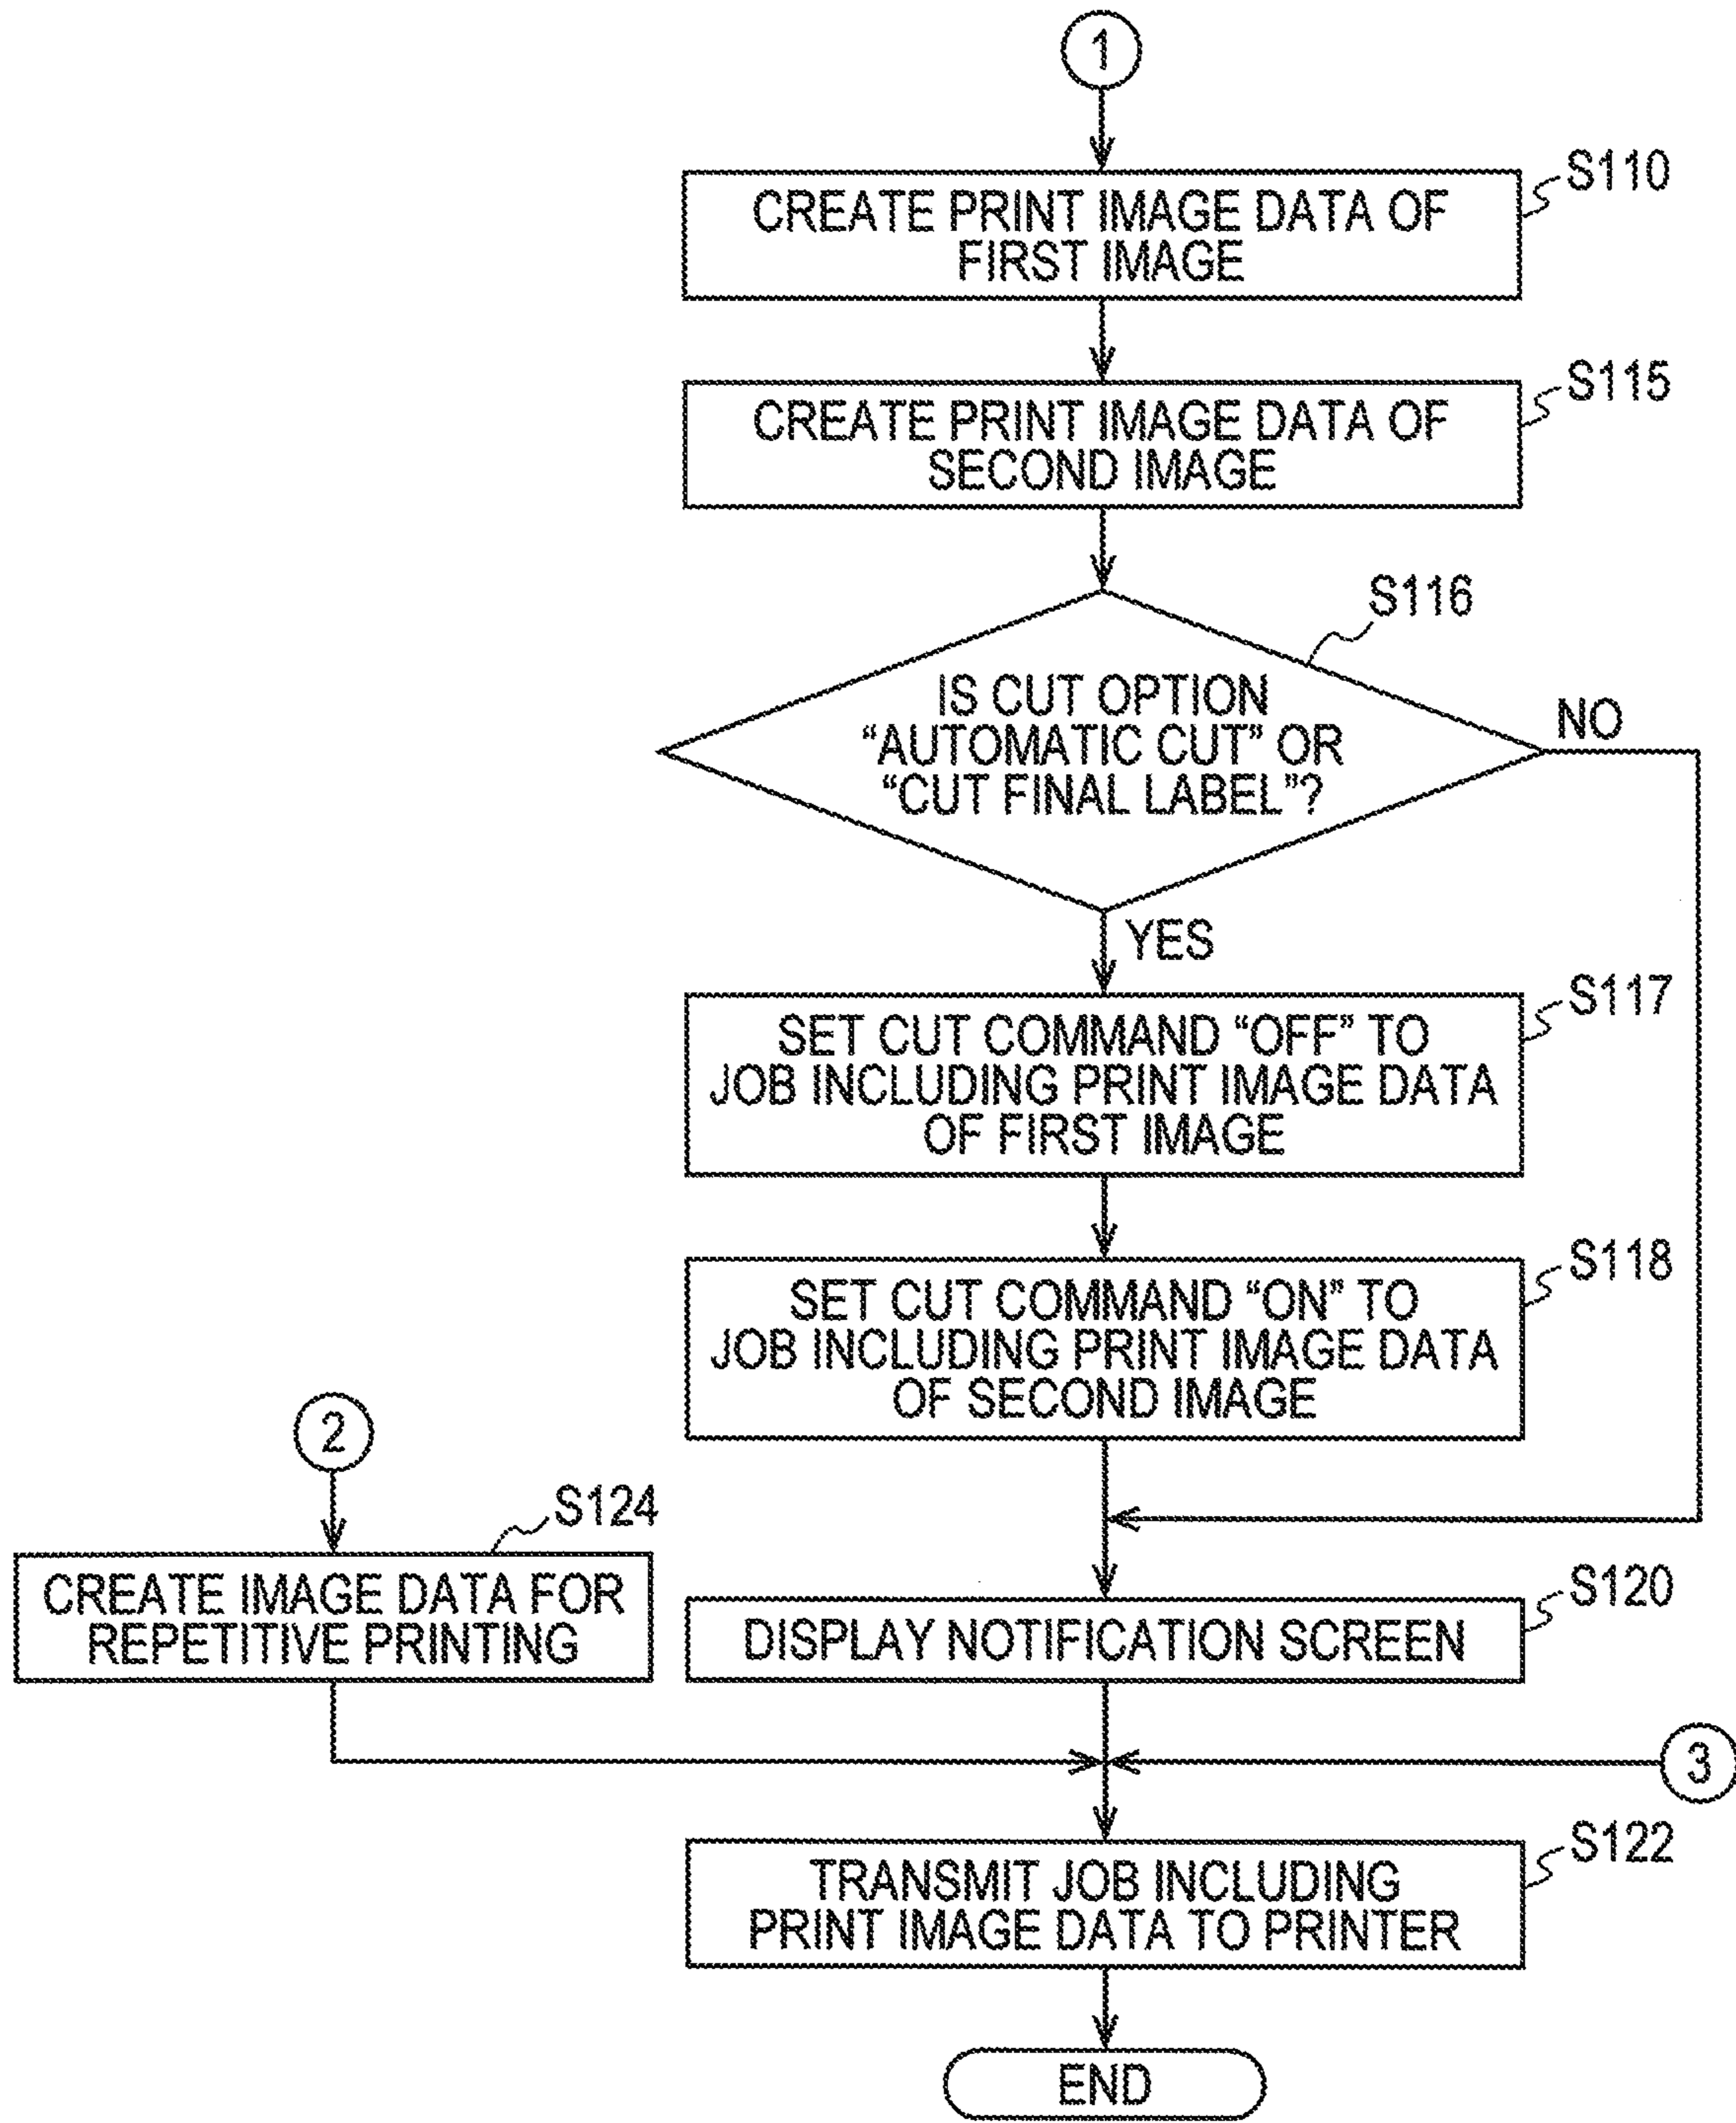 1
S110
CREATE PRINT IMAGE DATA OF
FIRST IMAGE
S115
CREATE PRINT IMAGE DATA OF
SECOND IMAGE
S116
IS CUT OPTION
“AUTOMATIC CUT” OR
“CUT FINAL LABEL”?
NO
YES
S117
SET CUT COMMAND “OFF” TO
JOB INCLUDING PRINT IMAGE DATA
OF FIRST IMAGE
S118
SET CUT COMMAND “ON” TO
JOB INCLUDING PRINT IMAGE DATA
OF SECOND IMAGE
2
S124
CREATE IMAGE DATA FOR
REPETITIVE PRINTING
S120
DISPLAY NOTIFICATION SCREEN
3
S122
TRANSMIT JOB INCLUDING
PRINT IMAGE DATA TO PRINTER
END